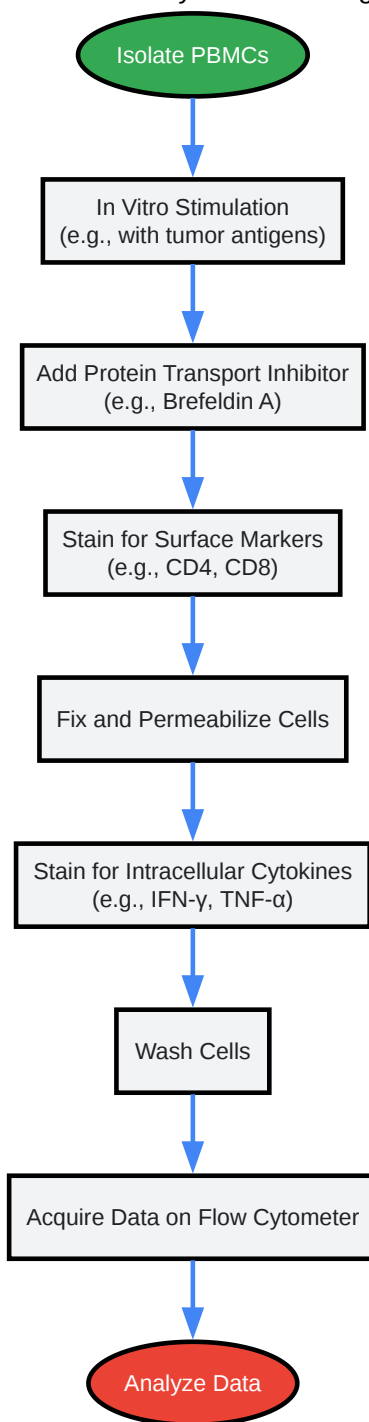 Isolate PBMCs
In Vitro Stimulation
(e.g., with tumor antigens)
Add Protein Transport Inhibitor
(e.g., Brefeldin A)
Stain for Surface Markers
(e.g., CD4, CD8)
Fix and Permeabilize Cells
Stain for Intracellular Cytokines
(e.g., IFN-γ, TNF-α)
Wash Cells
Acquire Data on Flow Cytometer
Analyze Data